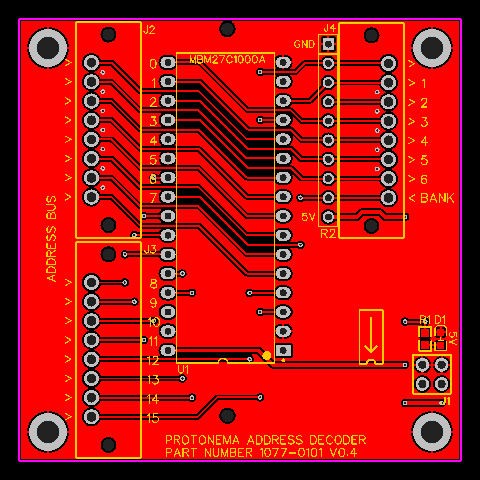 J2
J4
GND
MBM27C1000A
> 0
>
> 1
> 1
> 2
> 2
> 3
> 3
> 4
> 4
> 5
> 5
> 6
> 6
> 7
< BANK
5V
R2
ADDRESS BUS
J3
> 8
> 9
> 10
R1 D1
> 11
5V
> 12
U1
> 13
> 14
J1
> 15
PROTONEMA ADDRESS DECODER
PART NUMBER 1077-0101 V0.4